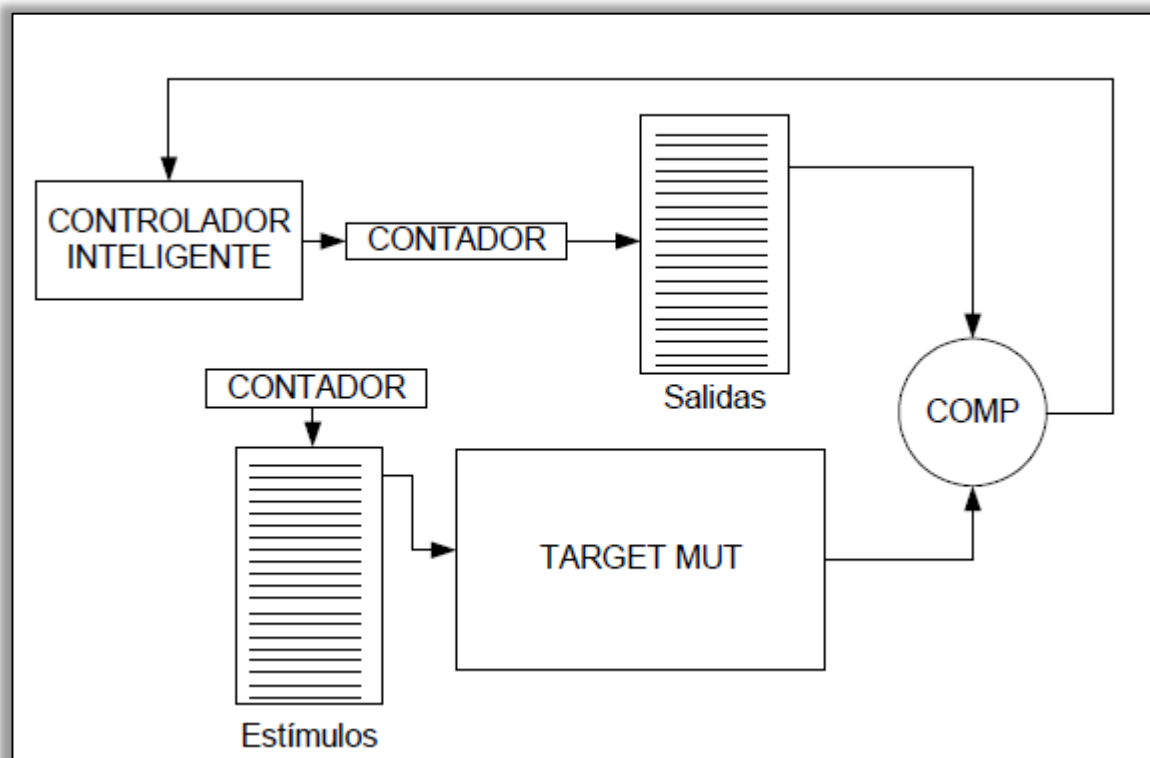 CONTROLADOR
INTELIGENTE
CONTADOR
Salidas
CONTADOR
COMP
TARGET MUT
Estímulos